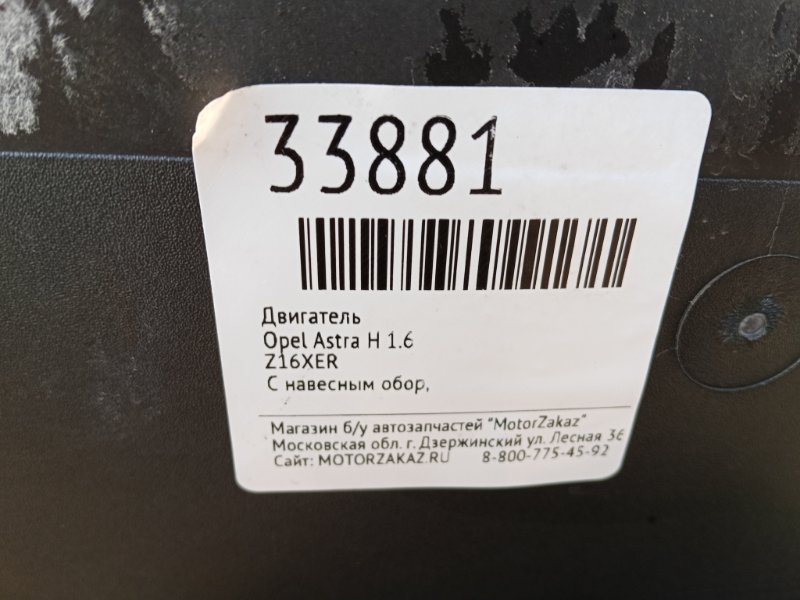 33881
Двигатель
Opel Astra H 1.6
Z16XER
С навесным обор,
Магазин б/у автозапчастей "MotorZakaz"
Московская обл. г. Дзержинский ул. Лесная 36
Сайт: MOTORZAKAZ.RU 8-800-775-45-92